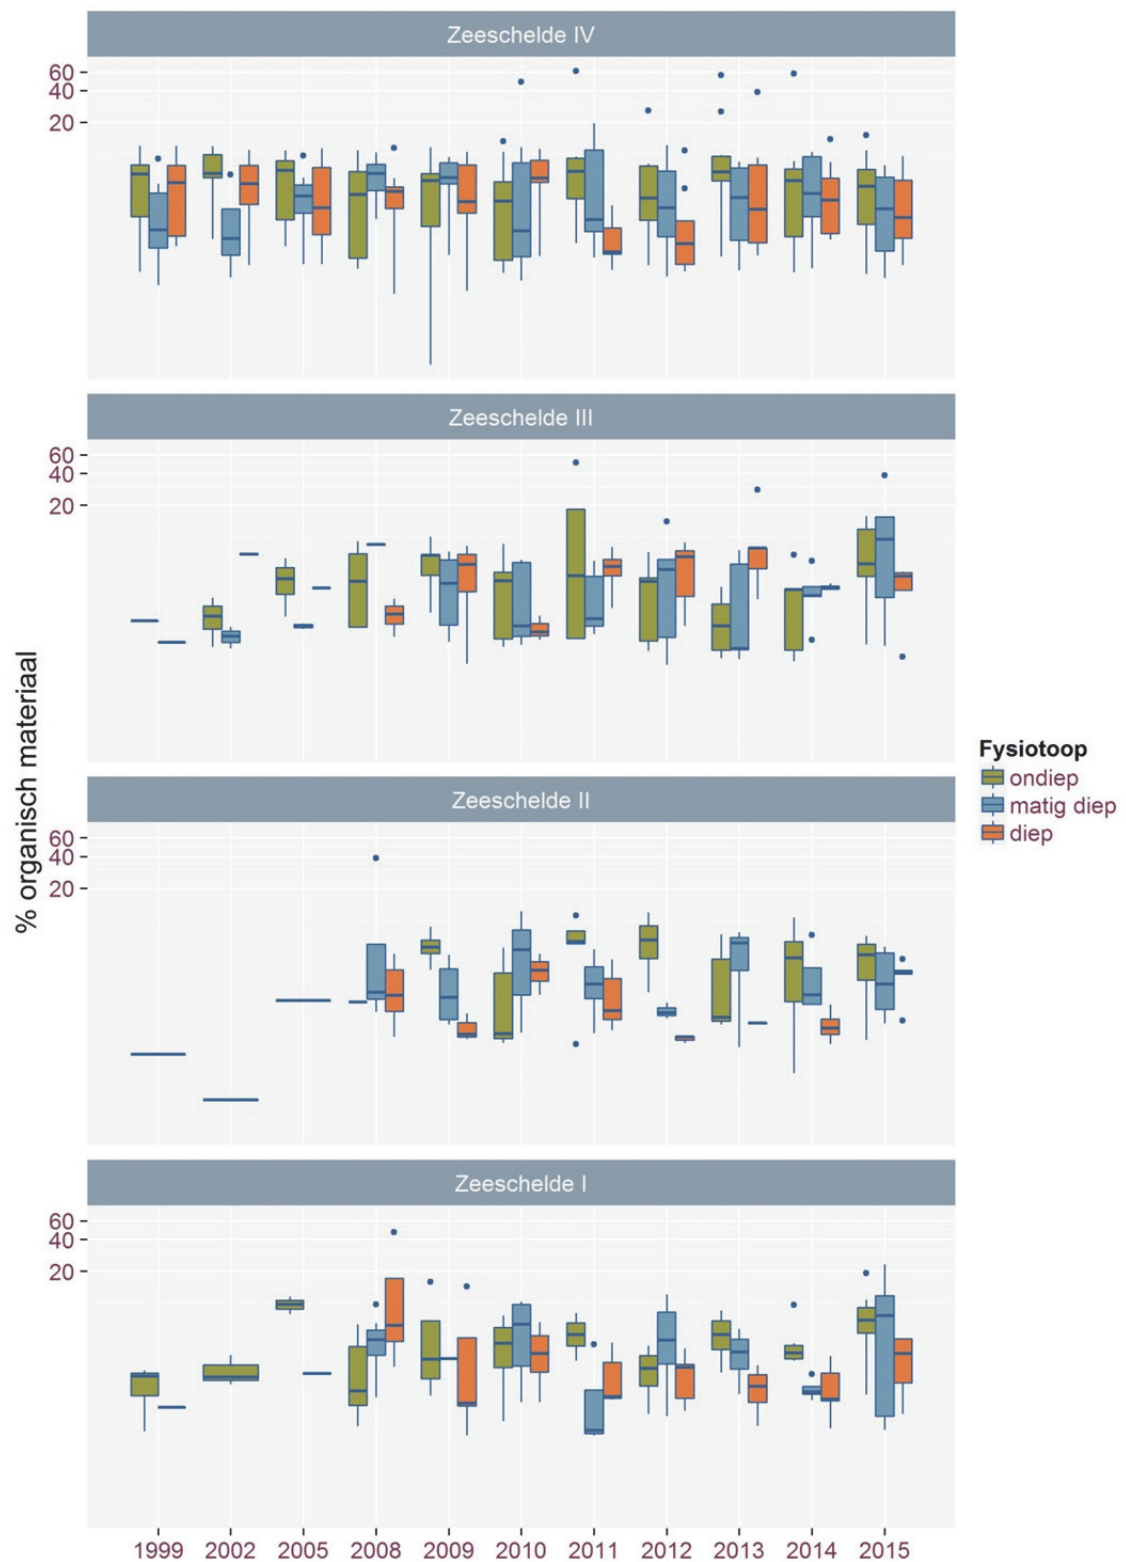 Zeeschelde IV
60
40
20
Zeeschelde III
60
40
20
% organisch materiaal
Zeeschelde II
60
40
20
Fysiotoop
ondiep
matig diep
diep
Zeeschelde I
60
40
20
1999 2002 2005 2008 2009 2010 2011 2012 2013 2014 2015